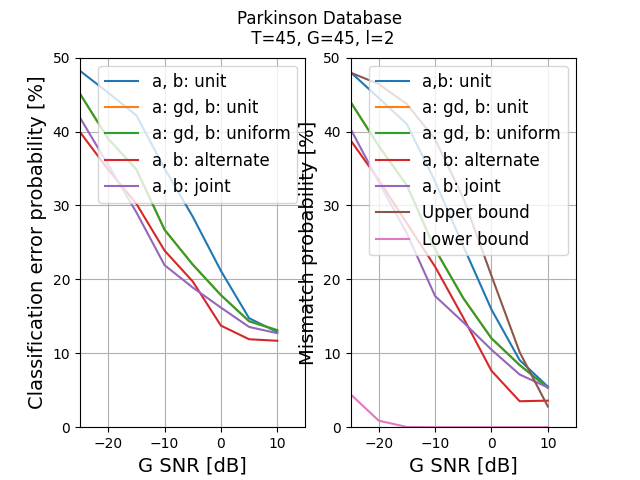 Parkinson Database
T=45, G=45, l=2
Classification error probability [%]
50
40
30
20
10
0
a, b: unit
a: gd, b: unit
a: gd, b: uniform
a, b: alternate
a, b: joint
−20
−10
0
10
G SNR [dB]
Mismatch probability [%]
50
40
30
20
10
0
a,b: unit
a: gd, b: unit
a: gd, b: uniform
a, b: alternate
a, b: joint
Upper bound
Lower bound
−20
−10
0
10
G SNR [dB]